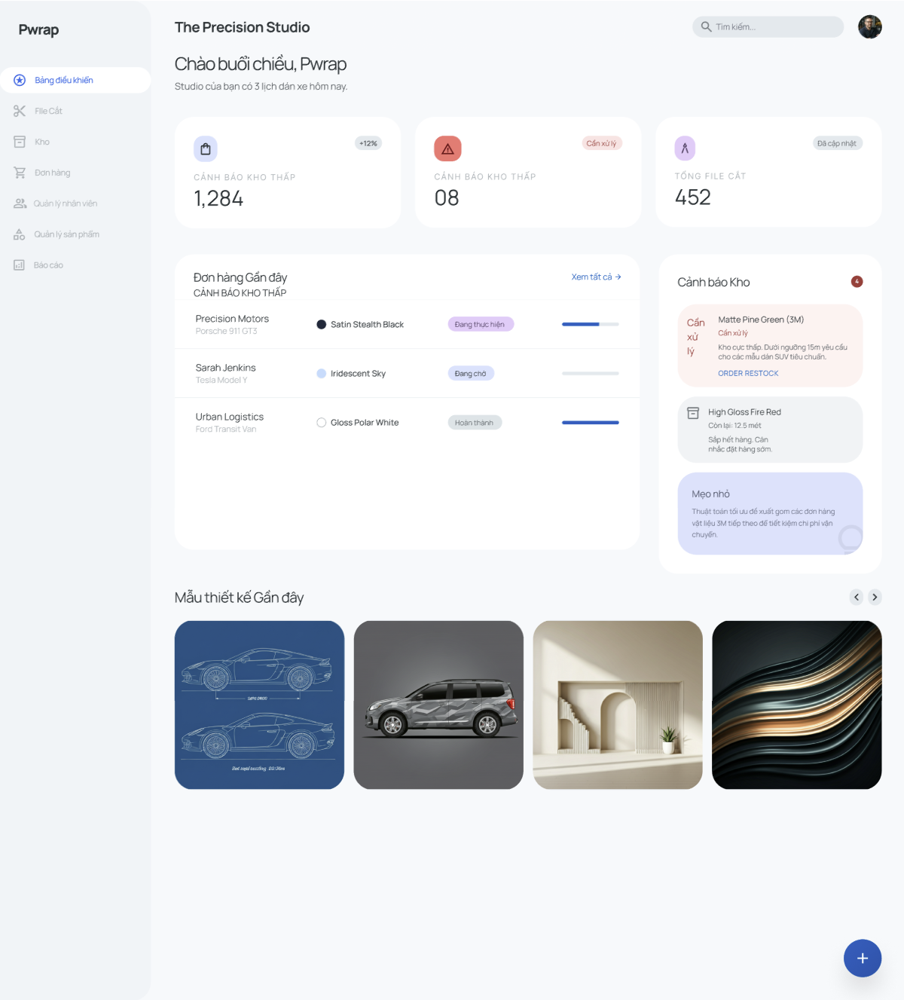 Pwrap
Bảng điều khiển
File Cắt
Kho
Đơn hàng
Quản lý nhân viên
Quản lý sản phẩm
Báo cáo
The Precision Studio
Tìm kiếm...
Chào buổi chiều, Pwrap
Studio của bạn có 3 lịch dán xe hôm nay.
+12%
CẢNH BÁO KHO THẤP
1,284
Cần xử lý
CẢNH BÁO KHO THẤP
08
Đã cập nhật
TỔNG FILE CẮT
452
Đơn hàng Gần đây
CẢNH BÁO KHO THẤP
Xem tất cả
Precision Motors
Porsche 911 GT3
Satin Stealth Black
Đang thực hiện
Sarah Jenkins
Tesla Model Y
Iridescent Sky
Đang chờ
Urban Logistics
Ford Transit Van
Gloss Polar White
Hoàn thành
Cảnh báo Kho
4
Cần
xử
lý
Matte Pine Green (3M)
Cần xử lý
Kho cực thấp. Dưới ngưỡng 15m yêu cầu
cho các mẫu dán SUV tiêu chuẩn.
ORDER RESTOCK
High Gloss Fire Red
Còn lại: 12.5 mét
Sắp hết hàng. Cân
nhắc đặt hàng sớm.
Mẹo nhỏ
Thuật toán tối ưu đề xuất gom các đơn hàng
vật liệu 3M tiếp theo để tiết kiệm chi phí vận
chuyển.
Mẫu thiết kế Gần đây